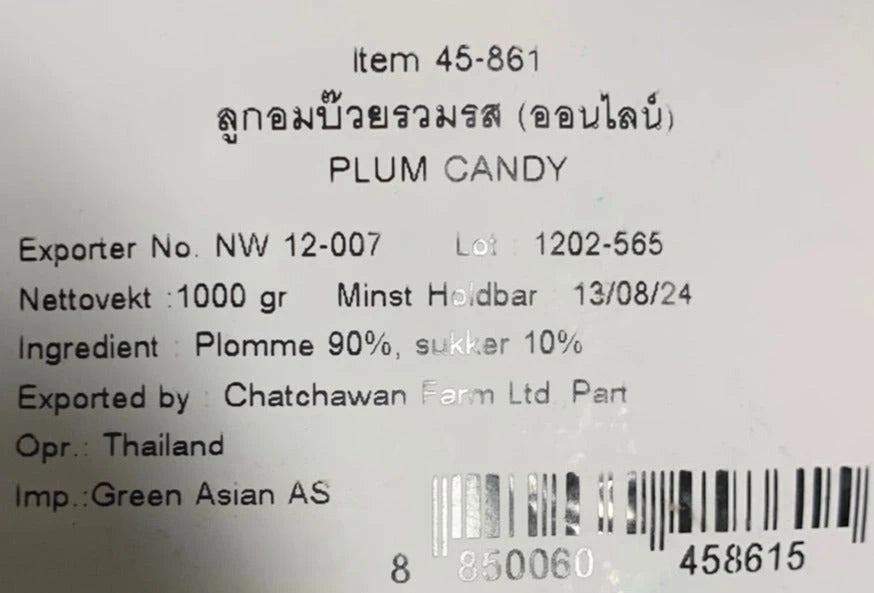 Item 45-861
ลูกอมบ๊วยรวมรส (ออนไลน์)
PLUM CANDY
Exporter No. NW 12-007 Lot : 1202-565
Nettovekt :1000 gr Minst Holdbar 13/08/24
Ingredient : Plomme 90%, sukker 10%
Exported by : Chatchawan Farm Ltd Part
Opr.: Thailand
Imp.:Green Asian AS
8 850060 458615